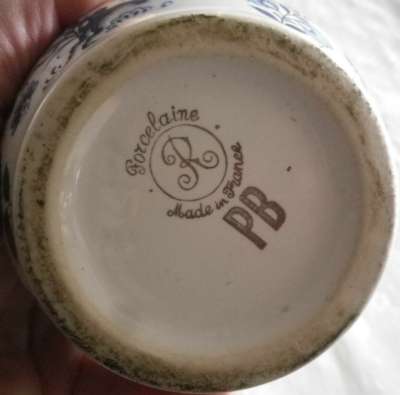 Porcelaine
R
Made in France
PB